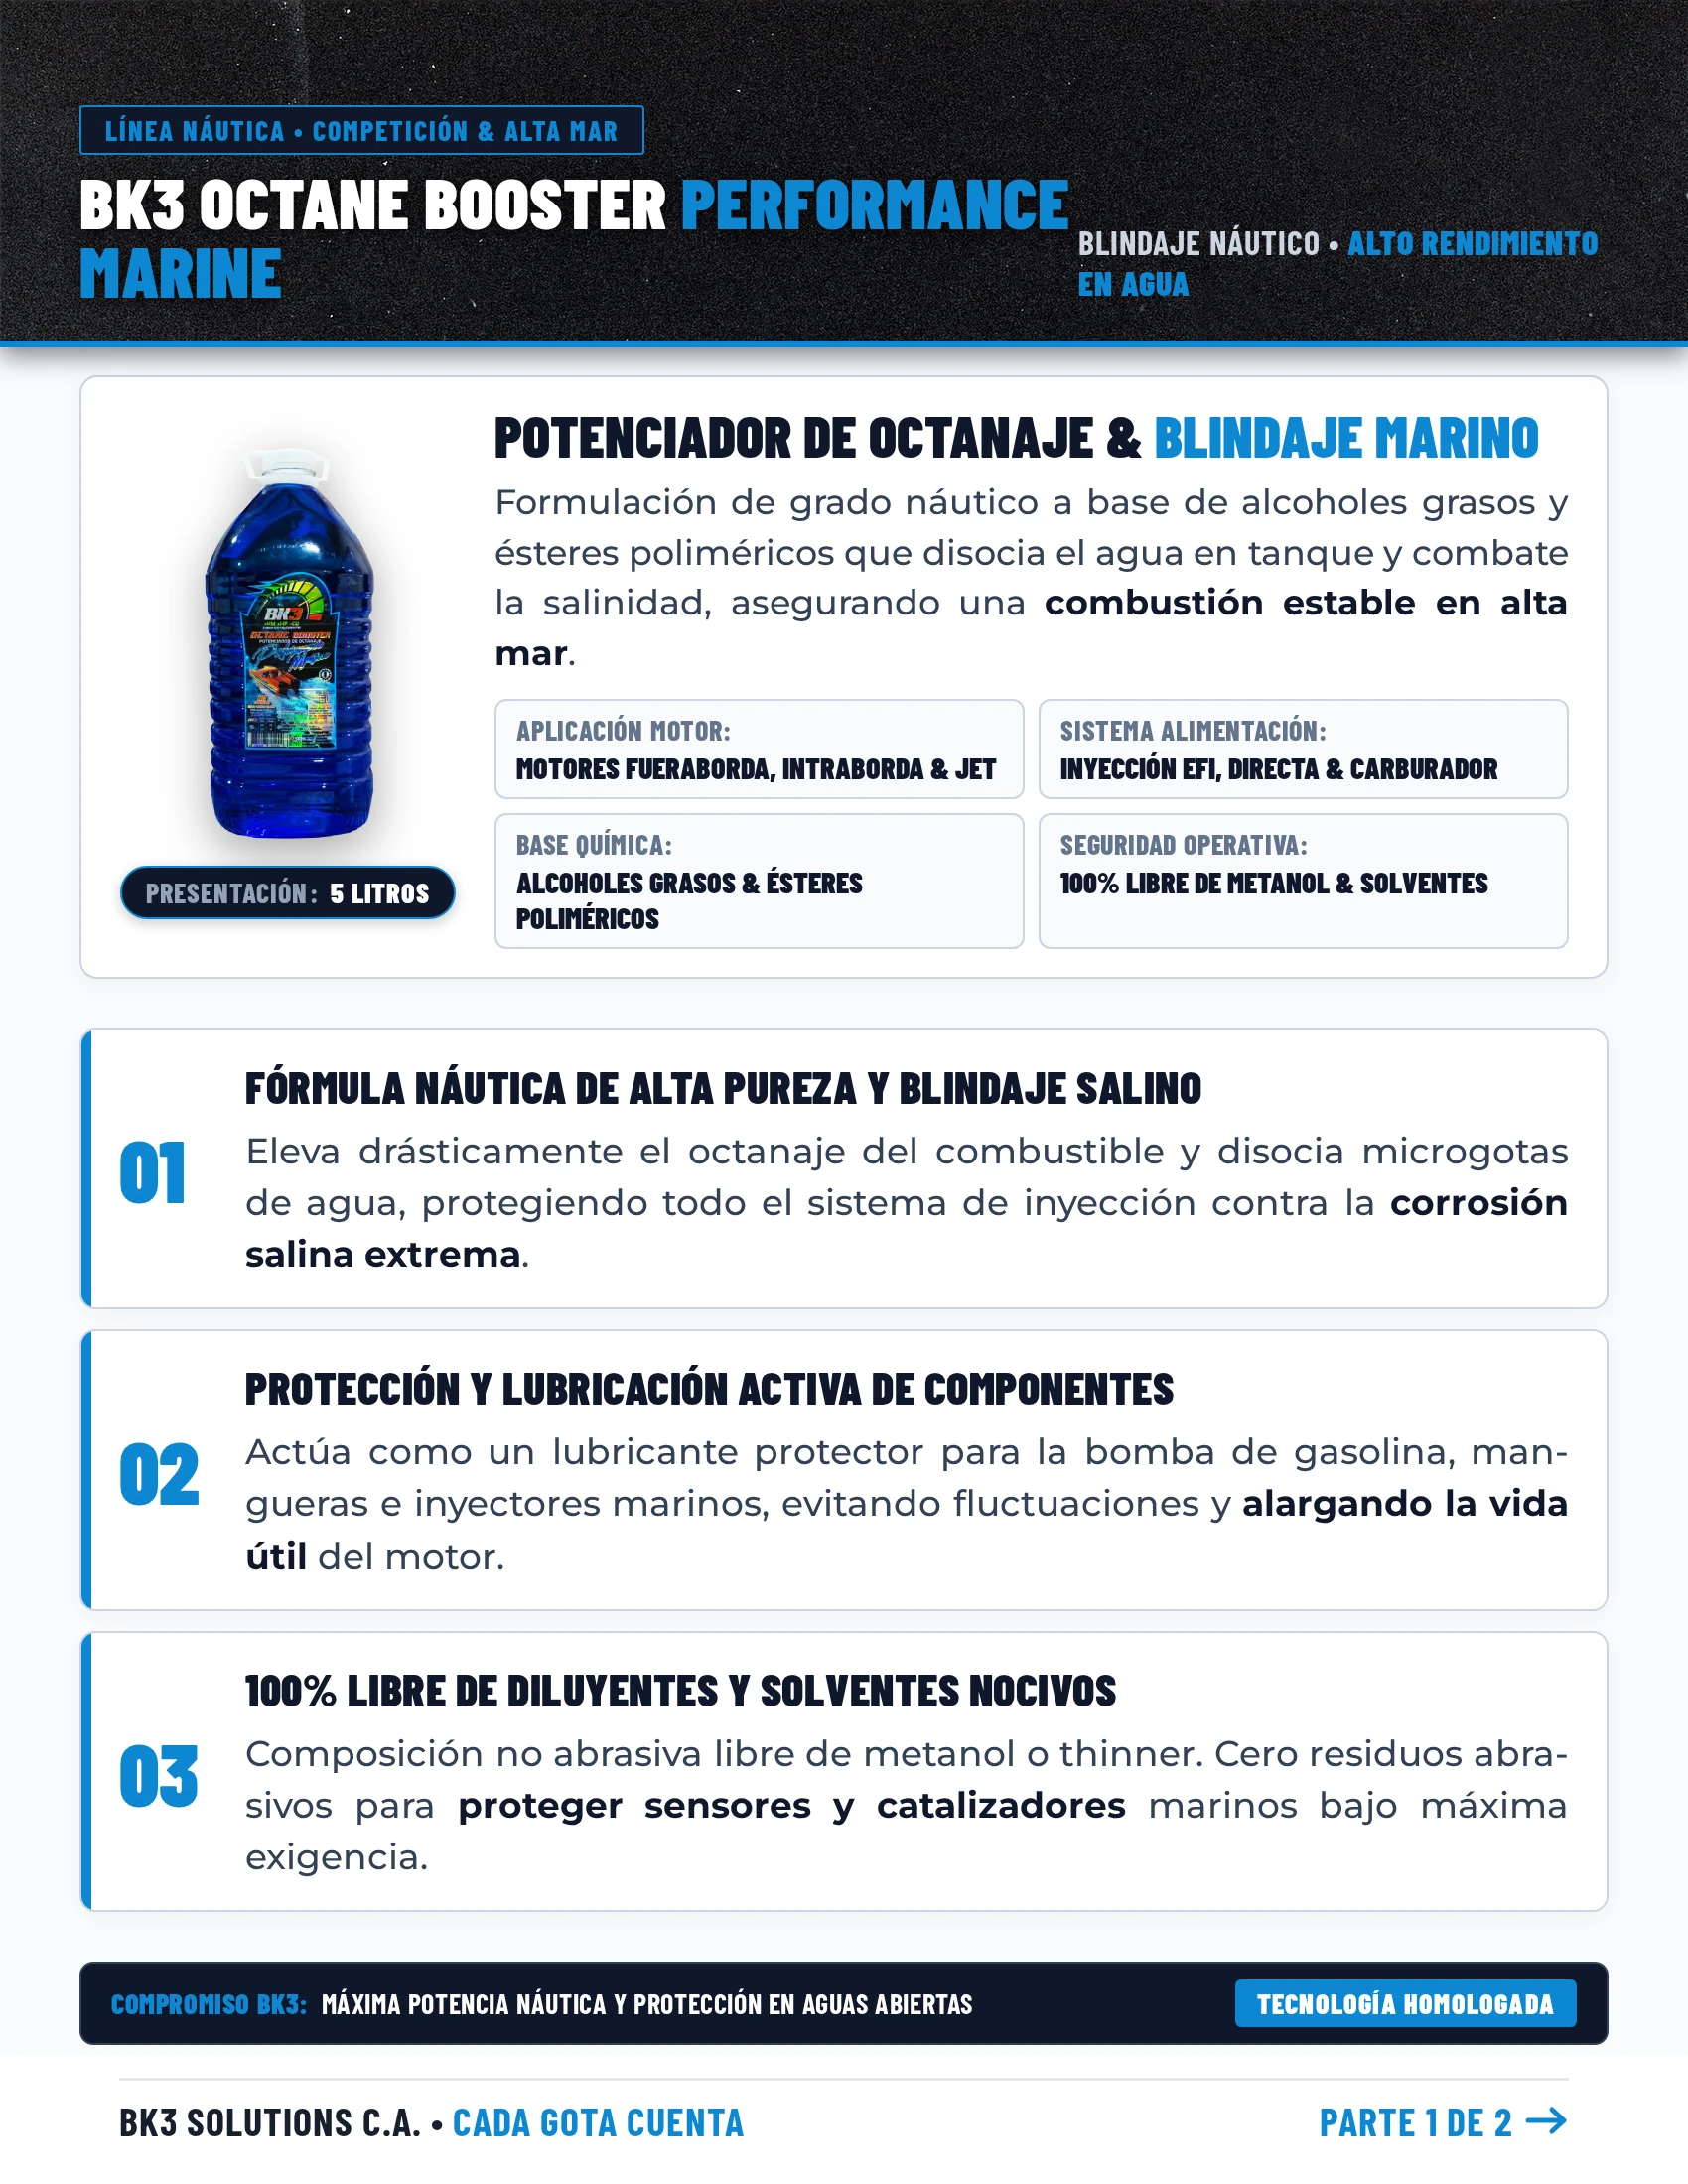 LÍNEA NÁUTICA • COMPETICIÓN & ALTA MAR
BK3 OCTANE BOOSTER PERFORMANCE
MARINE
BLINDAJE NÁUTICO • ALTO RENDIMIENTO
EN AGUA
BK3
OCTANE BOOSTER
POTENCIADOR DE OCTANAJE
PRESENTACIÓN: 5 LITROS
POTENCIADOR DE OCTANAJE & BLINDAJE MARINO
Formulación de grado náutico a base de alcoholes grasos y
ésteres poliméricos que disocia el agua en tanque y combate
la salinidad, asegurando una combustión estable en alta
mar.
APLICACIÓN MOTOR:
MOTORES FUERABORDA, INTRABORDA & JET
SISTEMA ALIMENTACIÓN:
INYECCIÓN EFI, DIRECTA & CARBURADOR
BASE QUÍMICA:
ALCOHOLES GRASOS & ÉSTERES
POLIMÉRICOS
SEGURIDAD OPERATIVA:
100% LIBRE DE METANOL & SOLVENTES
01
FÓRMULA NÁUTICA DE ALTA PUREZA Y BLINDAJE SALINO
Eleva drásticamente el octanaje del combustible y disocia microgotas
de agua, protegiendo todo el sistema de inyección contra la corrosión
salina extrema.
02
PROTECCIÓN Y LUBRICACIÓN ACTIVA DE COMPONENTES
Actúa como un lubricante protector para la bomba de gasolina, man-
gueras e inyectores marinos, evitando fluctuaciones y alargando la vida
útil del motor.
03
100% LIBRE DE DILUYENTES Y SOLVENTES NOCIVOS
Composición no abrasiva libre de metanol o thinner. Cero residuos abra-
sivos para proteger sensores y catalizadores marinos bajo máxima
exigencia.
COMPROMISO BK3: MÁXIMA POTENCIA NÁUTICA Y PROTECCIÓN EN AGUAS ABIERTAS
TECNOLOGÍA HOMOLOGADA
BK3 SOLUTIONS C.A. • CADA GOTA CUENTA
PARTE 1 DE 2 →